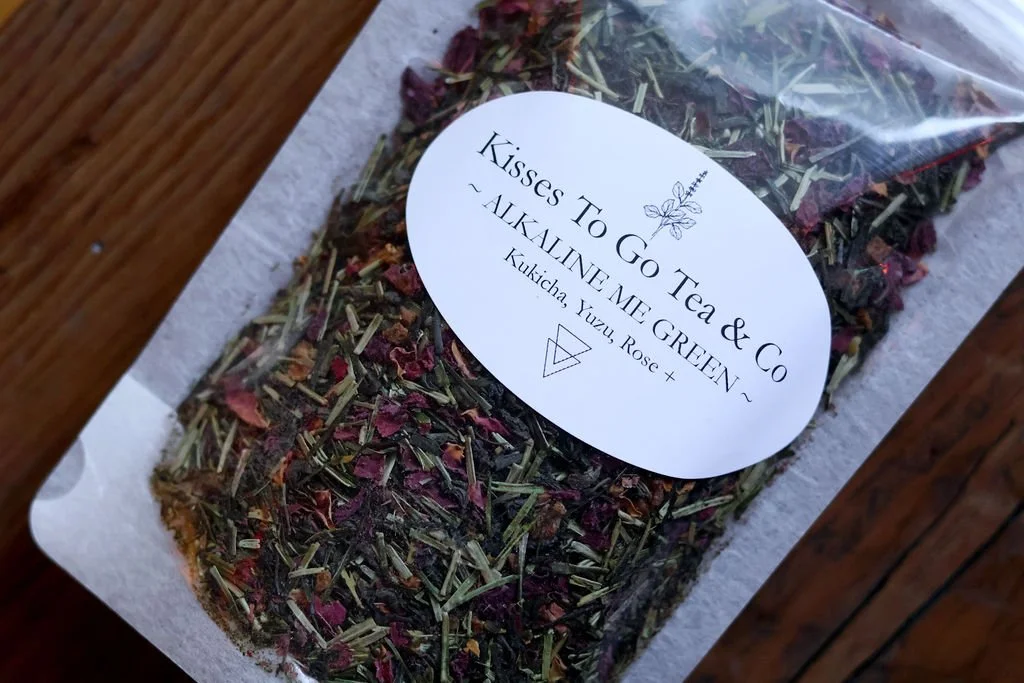 Kisses To Go Tea & Co
~ ALKALINE ME GREEN ~
Kukicha, Yuzu, Rose +